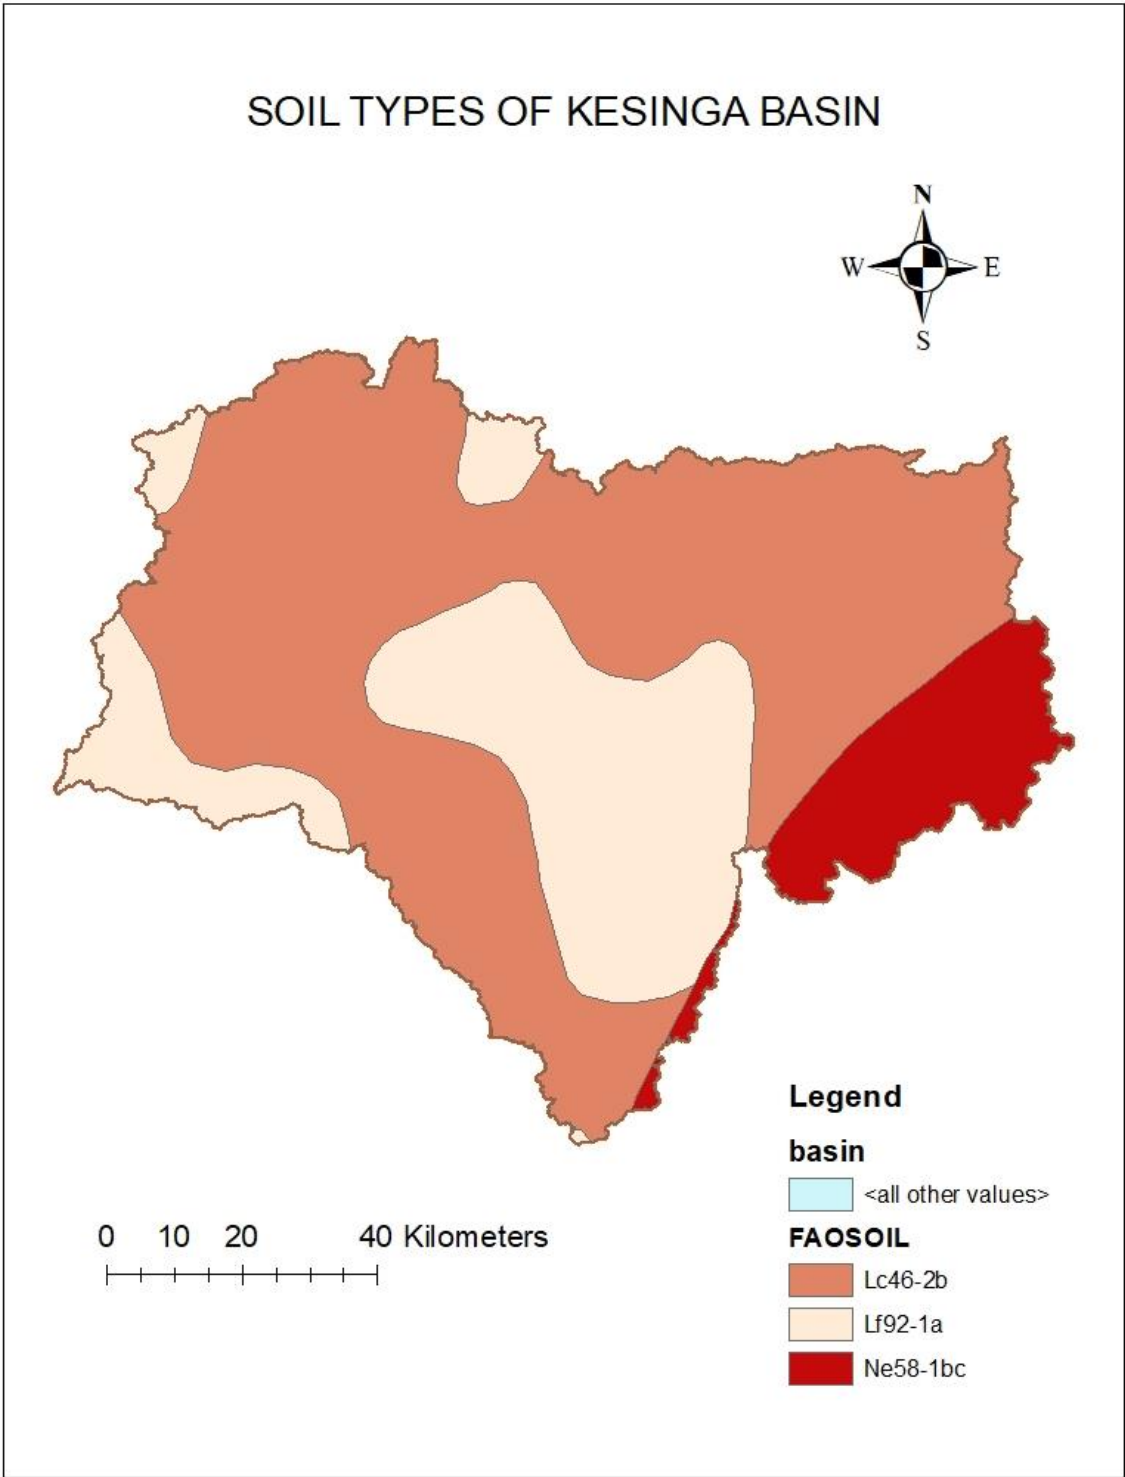 SOIL TYPES OF KESINGA BASIN
N
W E
S
Legend
basin
<all other values>
FAOSOIL
Lc46-2b
Lf92-1a
Ne58-1bc
0 10 20 40 Kilometers